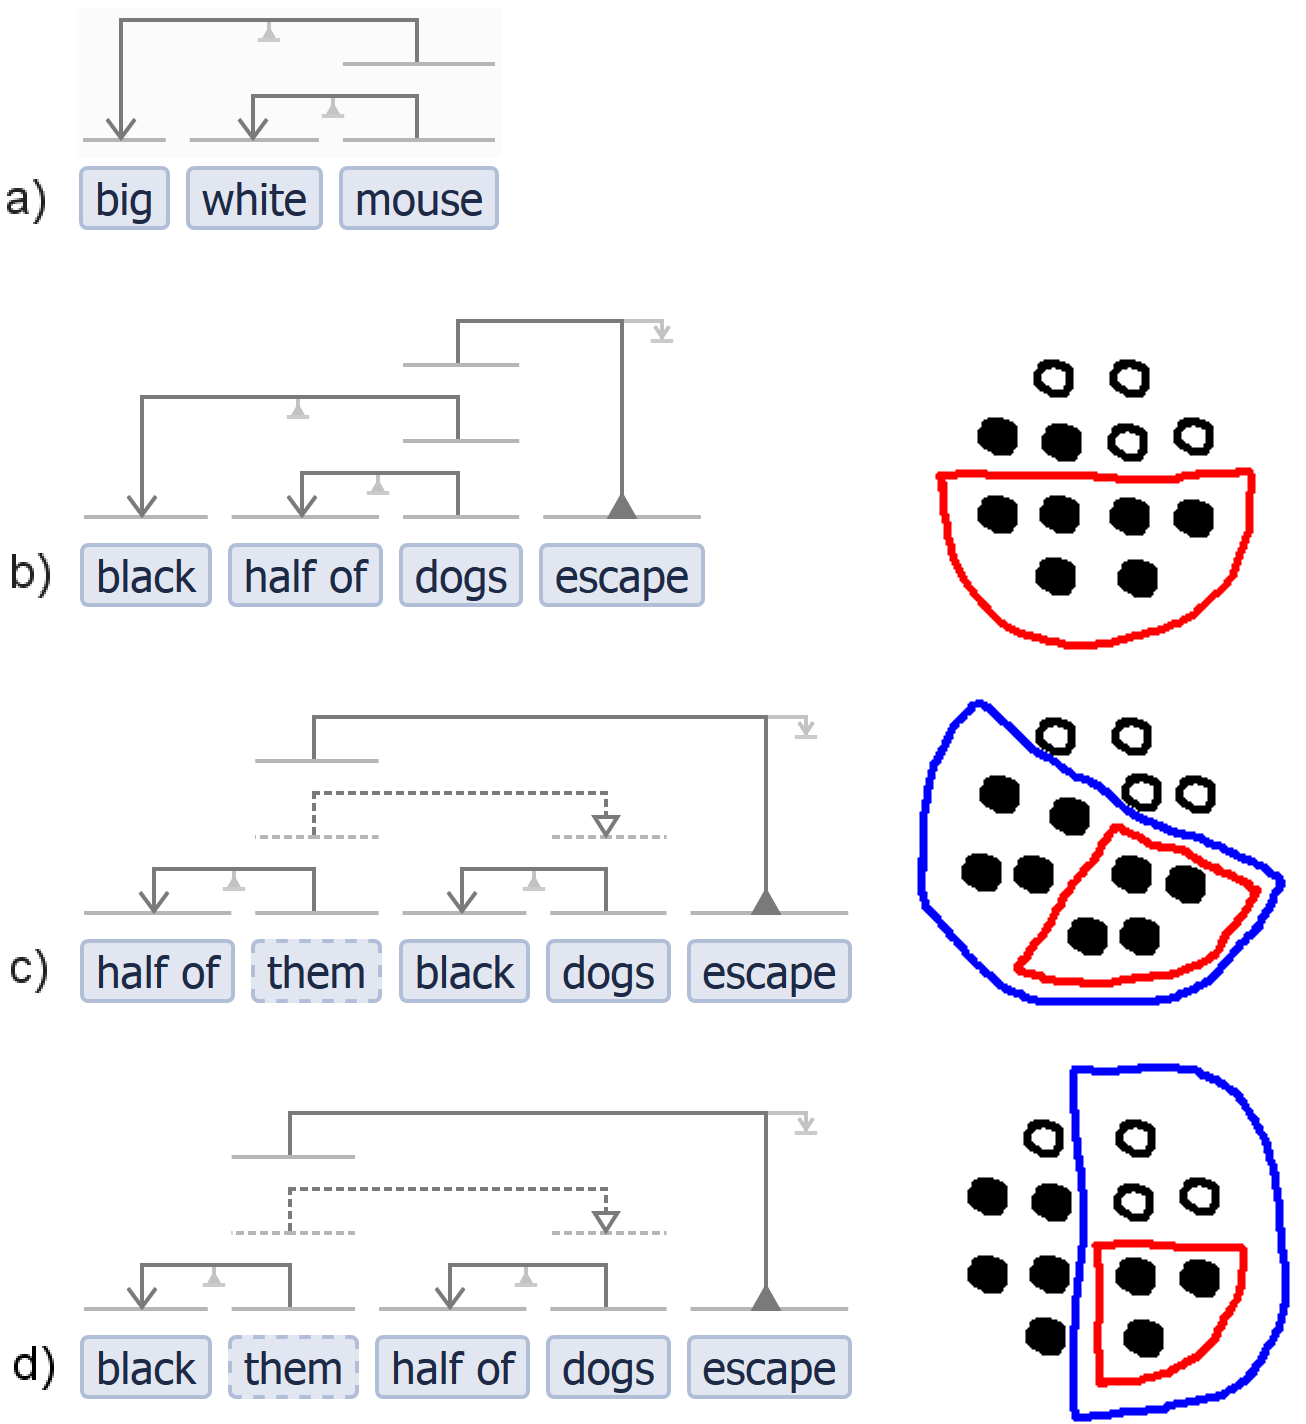 a) big white mouse
b) black half of dogs escape
c) half of them black dogs escape
d) black them half of dogs escape